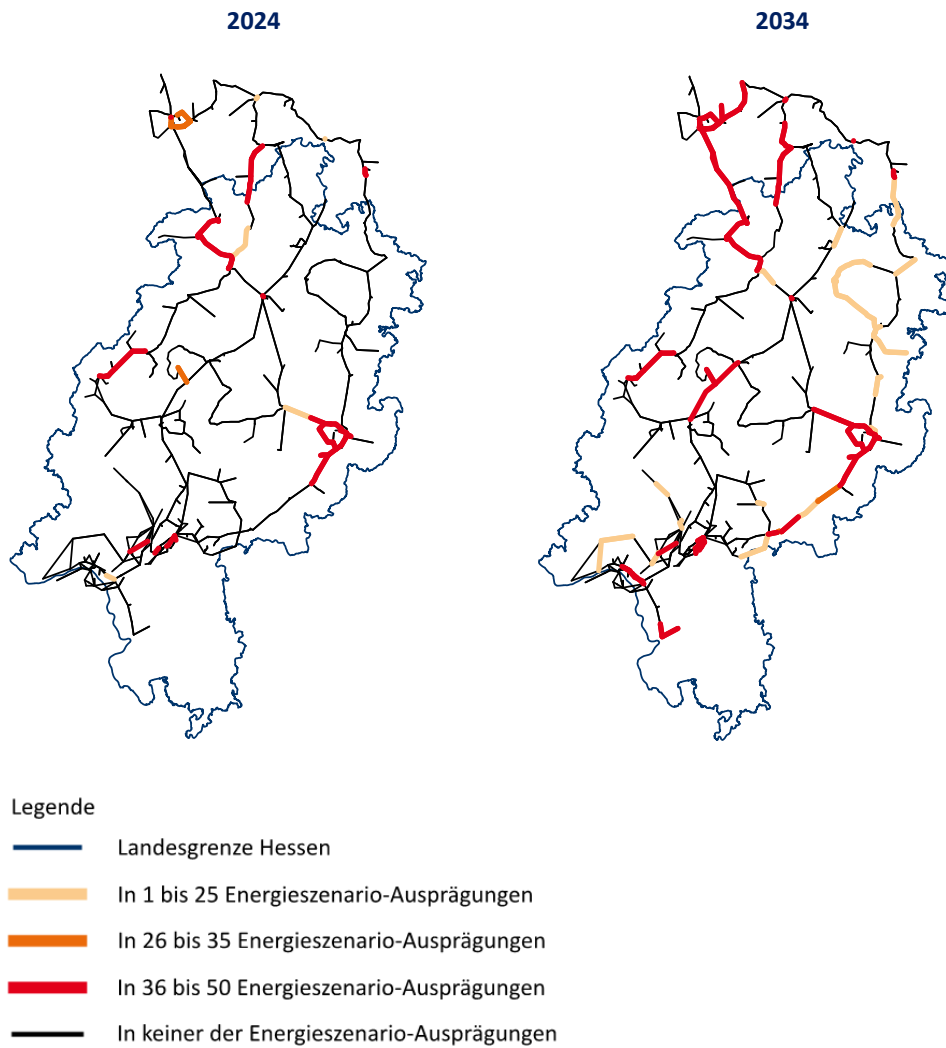 2024
2034
Legende
Landesgrenze Hessen
In 1 bis 25 Energieszenario-Ausprägungen
In 26 bis 35 Energieszenario-Ausprägungen
In 36 bis 50 Energieszenario-Ausprägungen
In keiner der Energieszenario-Ausprägungen